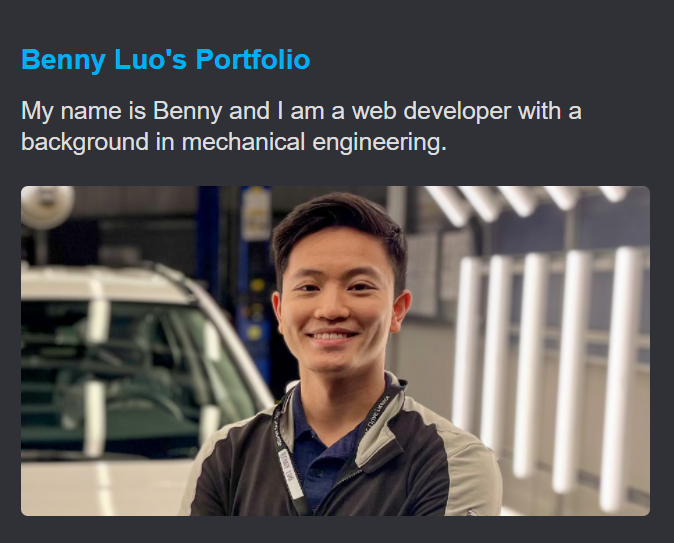 Benny Luo's Portfolio
My name is Benny and I am a web developer with a
background in mechanical engineering.